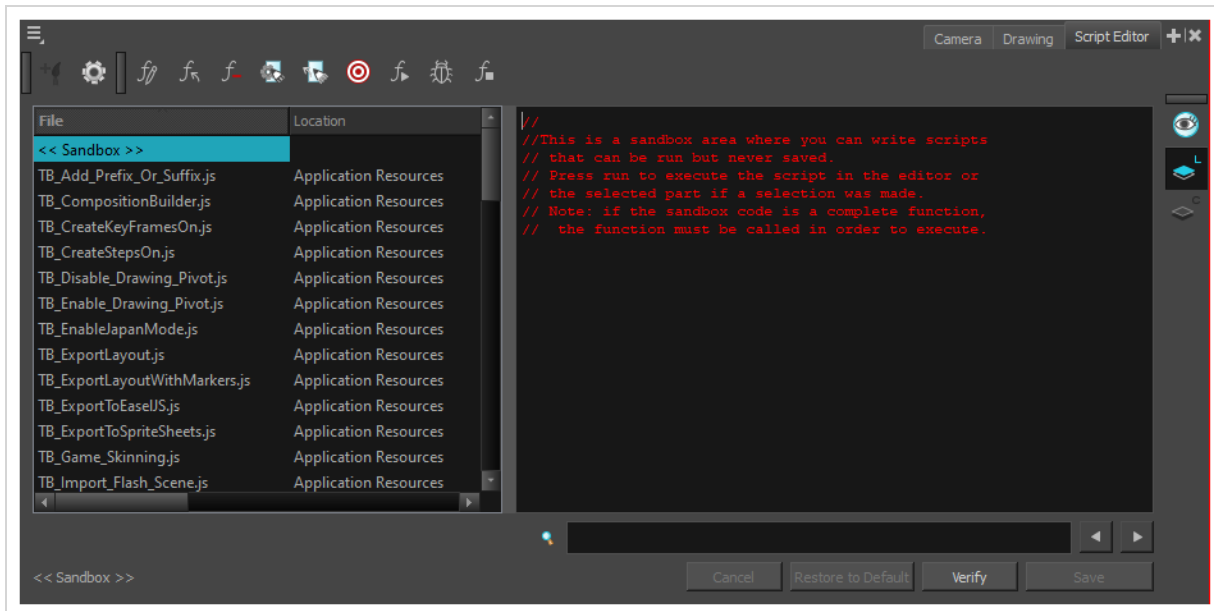 Camera Drawing Script Editor
File Location
<< Sandbox >>
TB_Add_Prefix_Or_Suffix.js Application Resources
TB_CompositionBuilder.js Application Resources
TB_CreateKeyFramesOn.js Application Resources
TB_CreateStepsOn.js Application Resources
TB_Disable_Drawing_Pivot.js Application Resources
TB_Enable_Drawing_Pivot.js Application Resources
TB_EnableJapanMode.js Application Resources
TB_ExportLayout.js Application Resources
TB_ExportLayoutWithMarkers.js Application Resources
TB_ExportToEaselJS.js Application Resources
TB_ExportToSpriteSheets.js Application Resources
TB_Game_Skinning.js Application Resources
TB_Import_Flash_Scene.js Application Resources
//
//This is a sandbox area where you can write scripts
// that can be run but never saved.
// Press run to execute the script in the editor or
// the selected part if a selection was made.
// Note: if the sandbox code is a complete function,
//  the function must be called in order to execute.
L
C
<< Sandbox >>
Cancel Restore to Default Verify Save